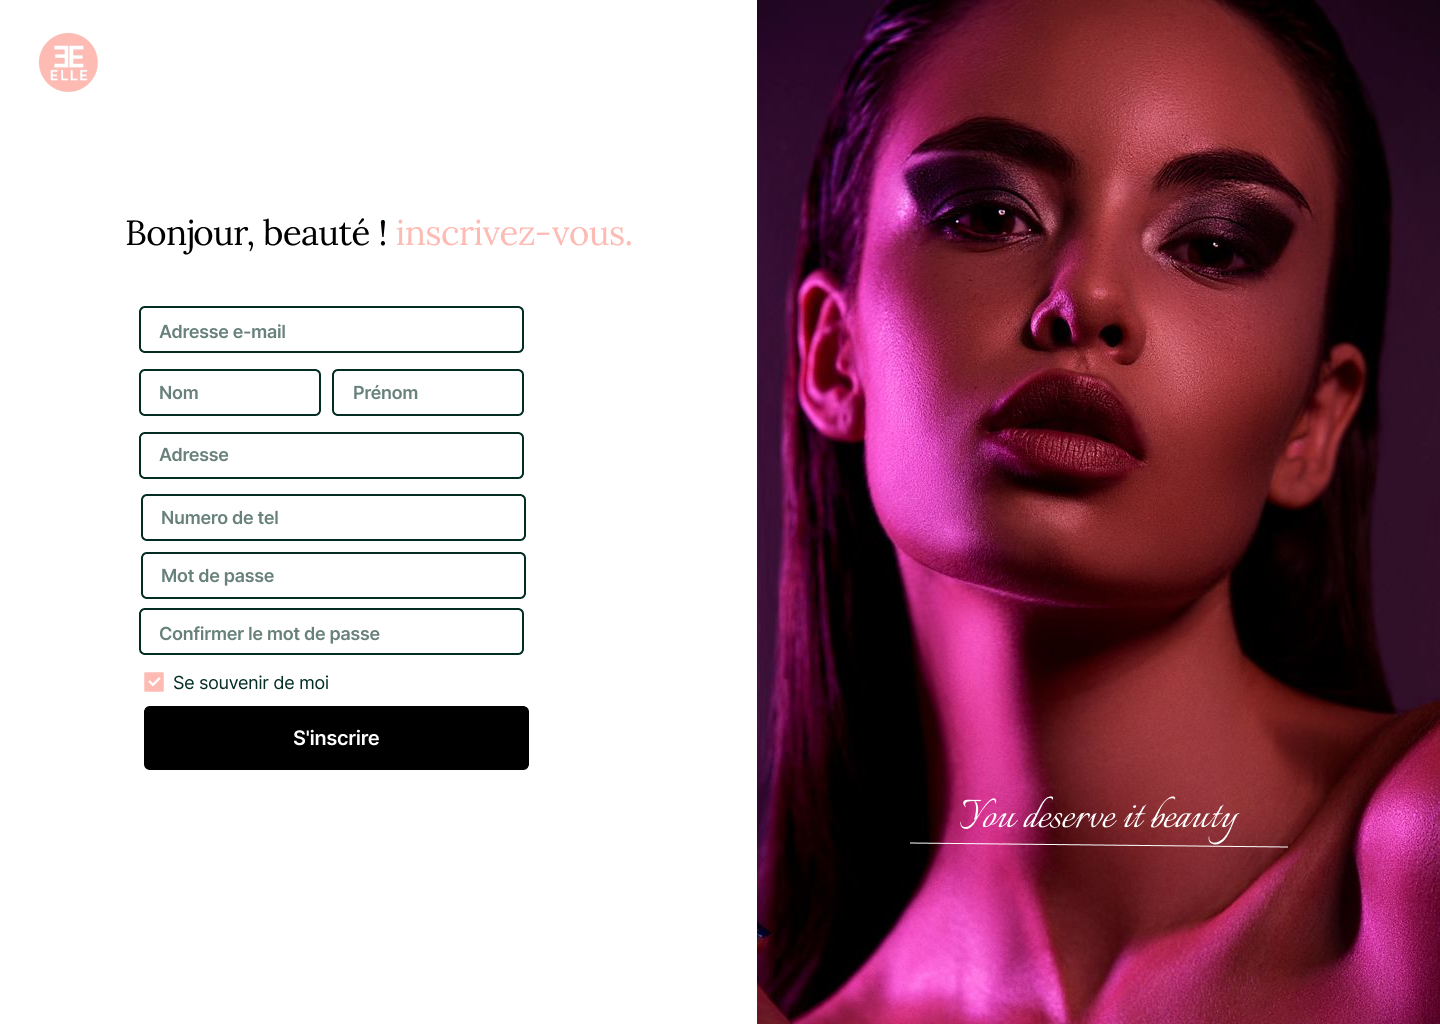 ELLE
Bonjour, beauté ! inscrivez-vous.
Adresse e-mail
Nom Prénom
Adresse
Numero de tel
Mot de passe
Confirmer le mot de passe
Se souvenir de moi
S'inscrire
You deserve it beauty